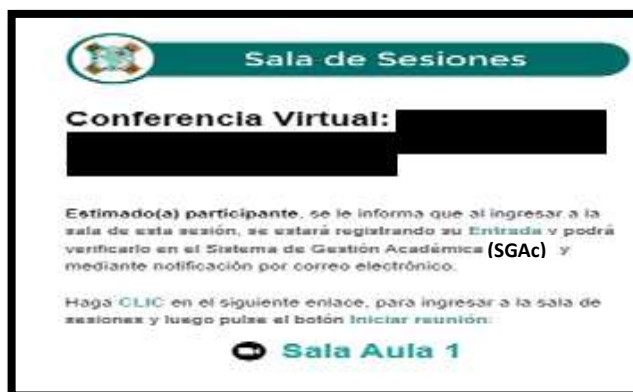 Sala de Sesiones
Conferencia Virtual:
Estimado(a) participante, se le informa que al ingresar a la
sala de esta sesión, se estará registrando su Entrada y podrá
verificarlo en el Sistema de Gestión Académica (SGAc) y
mediante notificación por correo electrónico.
Haga CLIC en el siguiente enlace, para ingresar a la sala de
sesiones y luego pulse el botón Iniciar reunión:
Sala Aula 1